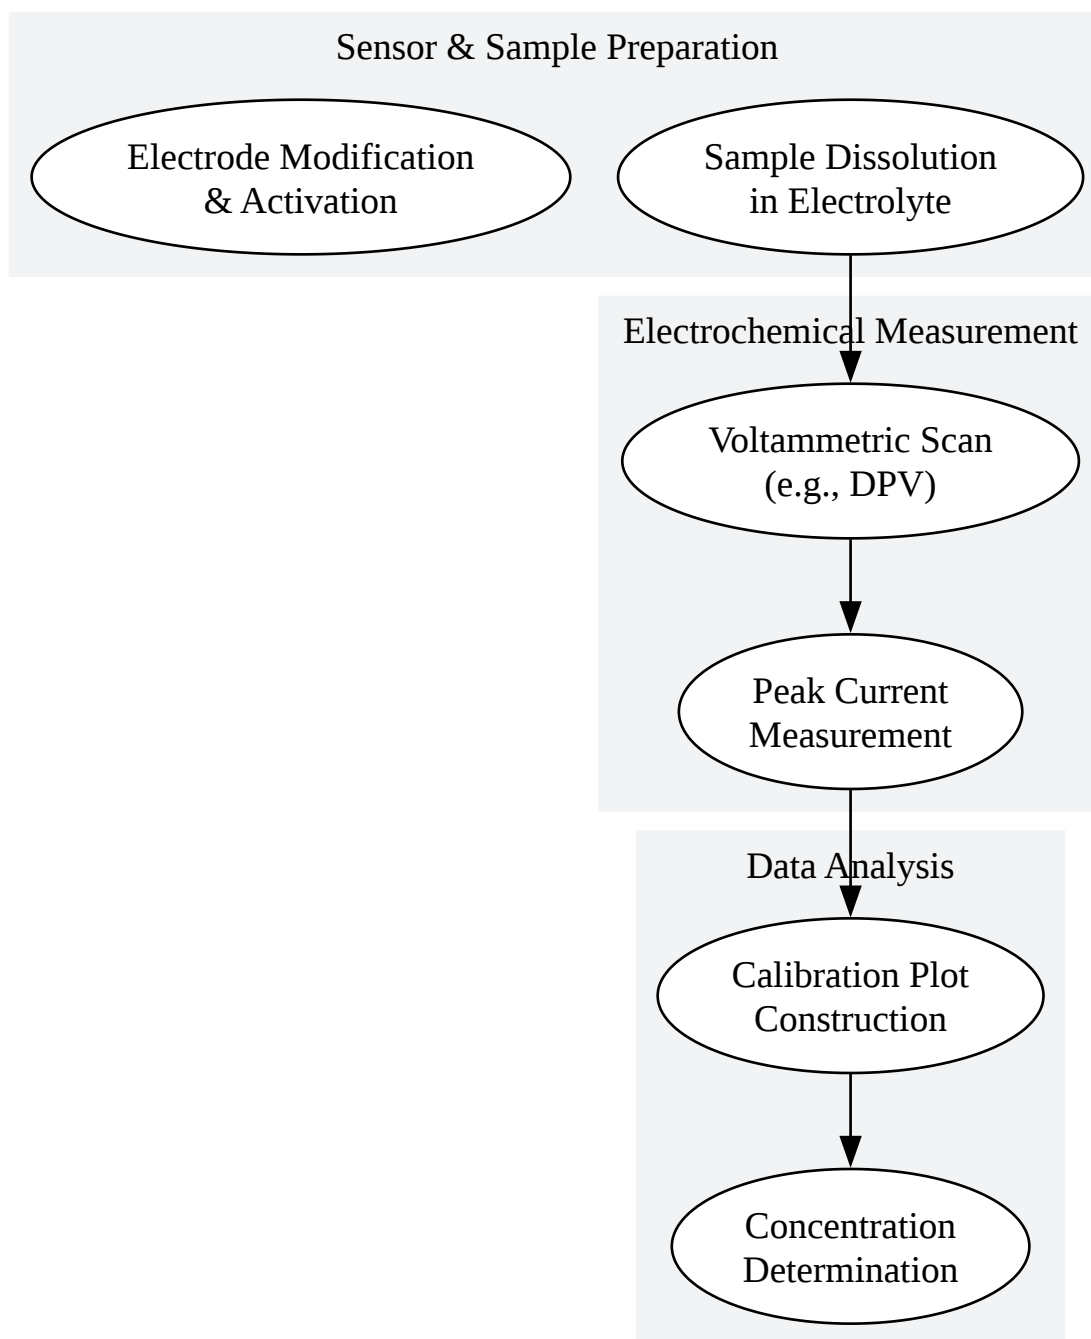 Sensor & Sample Preparation
Electrode Modification
& Activation
Sample Dissolution
in Electrolyte
Electrochemical Measurement
Voltammetric Scan
(e.g., DPV)
Peak Current
Measurement
Data Analysis
Calibration Plot
Construction
Concentration
Determination